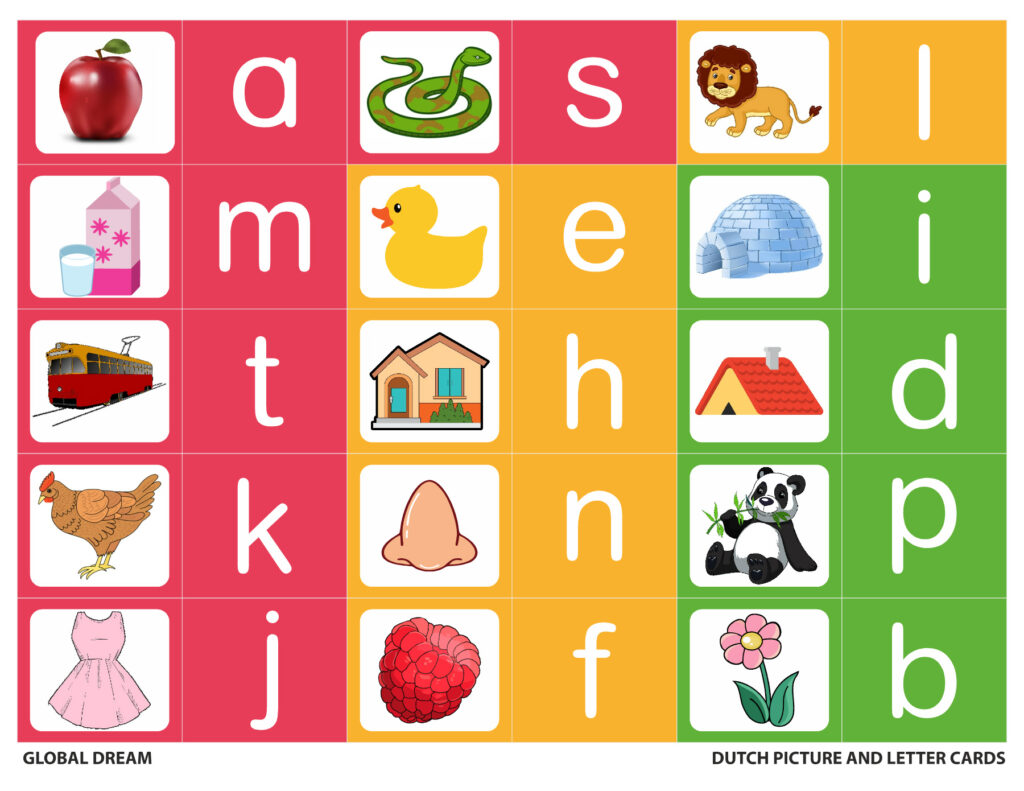 a s l
m e i
t h d
k n p
j f b
GLOBAL DREAM DUTCH PICTURE AND LETTER CARDS